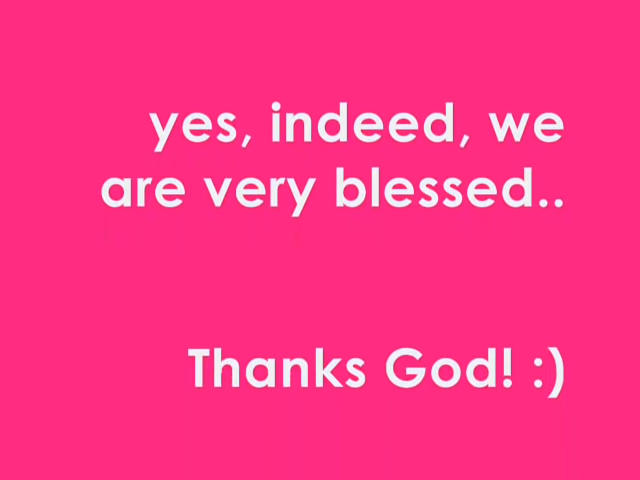 yes, indeed, we
are very blessed..
Thanks God! :)